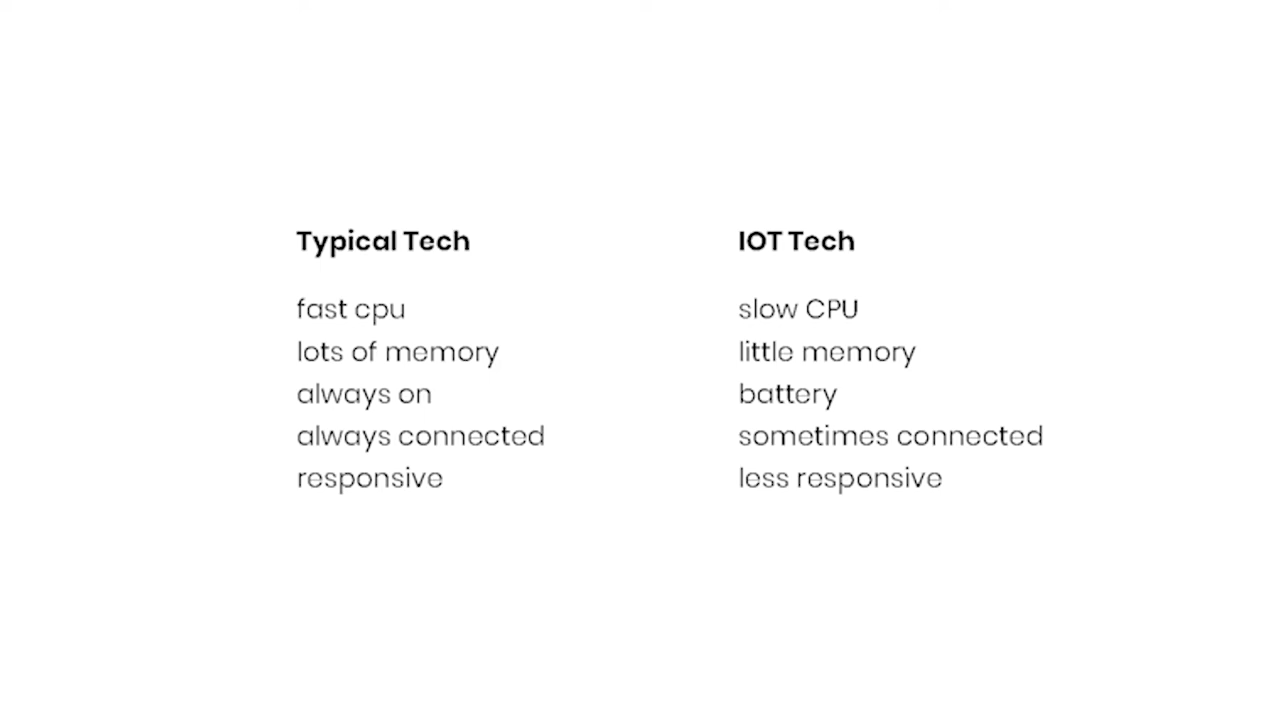 Typical Tech
fast cpu
lots of memory
always on
always connected
responsive
IOT Tech
slow CPU
little memory
battery
sometimes connected
less responsive